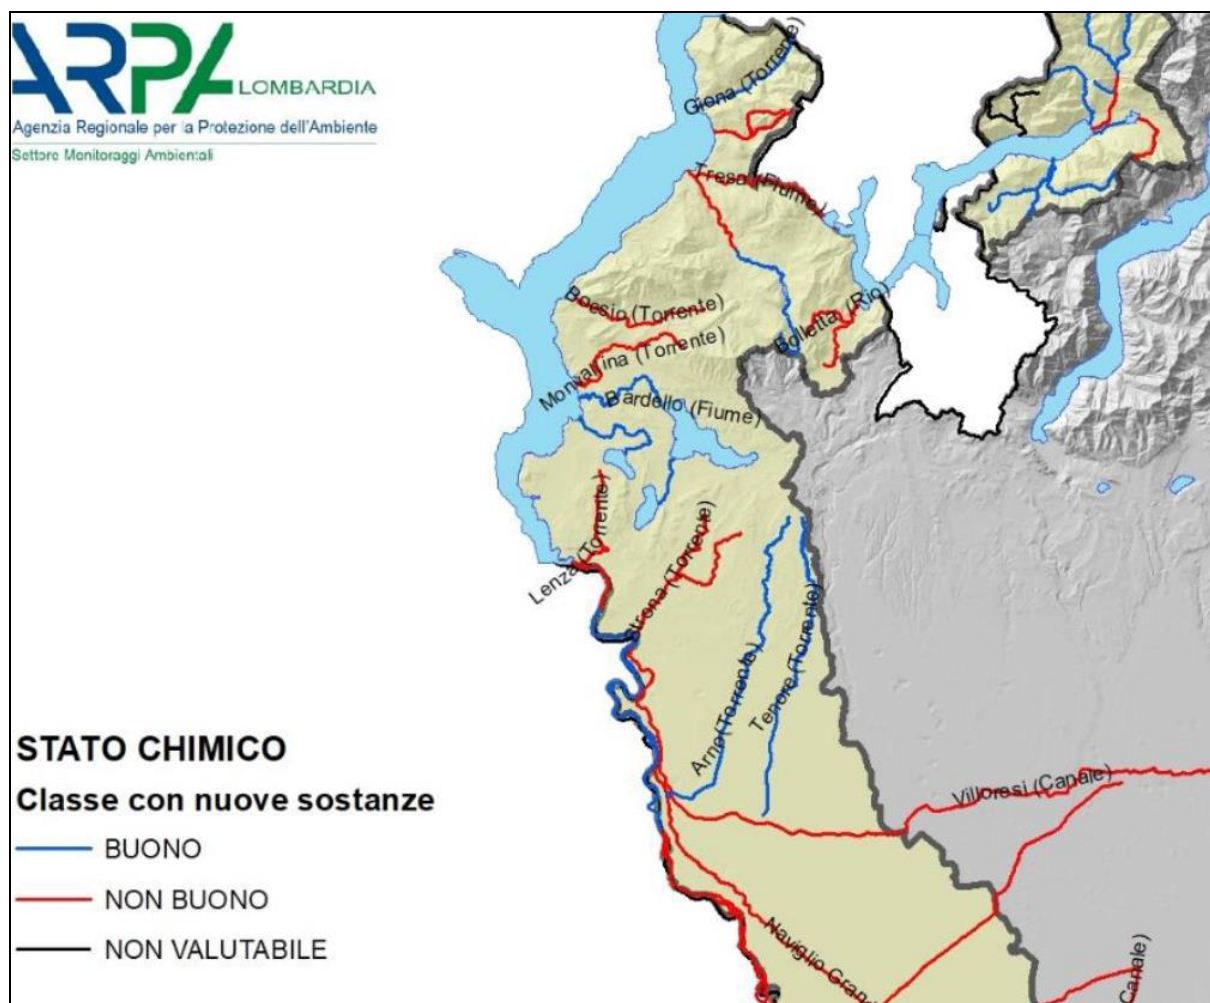 ARPA LOMBARDIA
Agenzia Regionale per la Protezione dell'Ambiente
Settore Monitoraggi Ambientali
Giona (Torrente)
Tresa (Fiume)
Boesio (Torrente)
Bolletta (Rio)
Monvallina (Torrente)
Bardello (Fiume)
Lenza (Torrente)
Strona (Torrente)
Arno (Torrente)
Tenore (Torrente)
Villoresi (Canale)
Naviglio Grand
Canale)
STATO CHIMICO
Classe con nuove sostanze
BUONO
NON BUONO
NON VALUTABILE